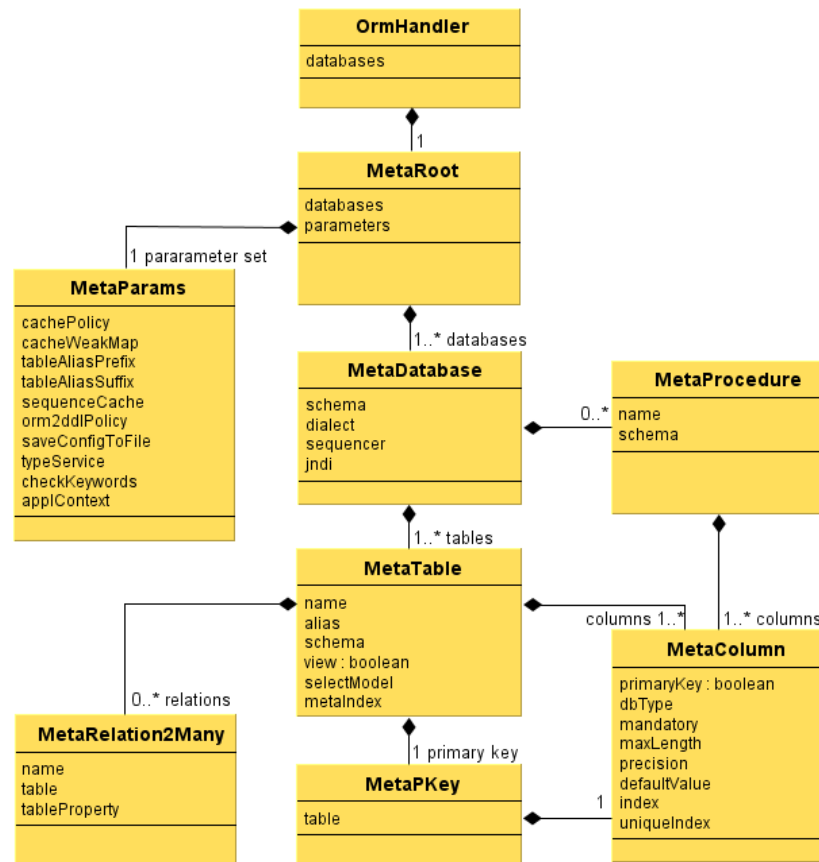 OrmHandler
databases
1
MetaRoot
databases
parameters
1 pararameter set
MetaParams
cachePolicy
cacheWeakMap
tableAliasPrefix
tableAliasSuffix
sequenceCache
orm2ddlPolicy
saveConfigToFile
typeService
checkKeywords
applContext
1..* databases
MetaDatabase
schema
dialect
sequencer
jndi
0..*
MetaProcedure
name
schema
1..* tables
MetaTable
name
alias
schema
view : boolean
selectModel
metaIndex
columns 1..*
1..* columns
MetaColumn
primaryKey : boolean
dbType
mandatory
maxLength
precision
defaultValue
index
uniqueIndex
0..* relations
MetaRelation2Many
name
table
tableProperty
1 primary key
MetaPKey
table
1